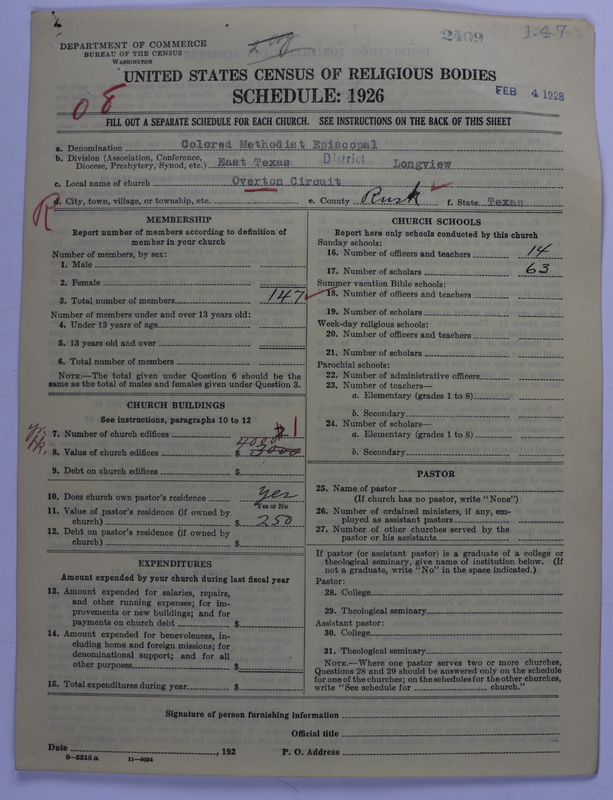 2409 1-4-7
DEPARTMENT OF COMMERCE
BUREAU OF THE CENSUS
WASHINGTON
UNITED STATES CENSUS OF RELIGIOUS BODIES
SCHEDULE: 1926
FEB 4 1928
08
FILL OUT A SEPARATE SCHEDULE FOR EACH CHURCH. SEE INSTRUCTIONS ON THE BACK OF THIS SHEET
a. Denomination Colored Methodist Episcopal
b. Division (Association, Conference, Diocese, Presbytery, Synod, etc.) East Texas District Longview
c. Local name of church Overton Circuit
R
d. City, town, village, or township, etc. e. County Rusk f. State Texas
MEMBERSHIP
Report number of members according to definition of
member in your church
Number of members, by sex:
1. Male
2. Female
3. Total number of members 147
Number of members under and over 13 years old:
4. Under 13 years of age
5. 13 years old and over
6. Total number of members
NOTE.—The total given under Question 6 should be
same as the total of males and females given under Question 3.
CHURCH BUILDINGS
See instructions, paragraphs 10 to 12
7. Number of church edifices 1
8. Value of church edifices $ 4000 3000
9. Debt on church edifices $
10. Does church own pastor's residence yes
Yes or No
11. Value of pastor's residence (if owned by
church) $ 250
12. Debt on pastor's residence (if owned by
church) $
EXPENDITURES
Amount expended by your church during last fiscal year
13. Amount expended for salaries, repairs,
and other running expenses; for im-
provements or new buildings; and for
payments on church debt $
14. Amount expended for benevolences, in-
cluding home and foreign missions; for
denominational support; and for all
other purposes $
15. Total expenditures during year $
CHURCH SCHOOLS
Report here only schools conducted by this church
Sunday schools:
16. Number of officers and teachers 14
17. Number of scholars 63
Summer vacation Bible schools:
18. Number of officers and teachers
19. Number of scholars
Week-day religious schools:
20. Number of officers and teachers
21. Number of scholars
Parochial schools:
22. Number of administrative officers
23. Number of teachers—
a. Elementary (grades 1 to 8)
b. Secondary
24. Number of scholars—
a. Elementary (grades 1 to 8)
b. Secondary
PASTOR
25. Name of pastor
(If church has no pastor, write "None")
26. Number of ordained ministers, if any, em-
ployed as assistant pastors
27. Number of other churches served by the
pastor or his assistants
If pastor (or assistant pastor) is a graduate of a college or
theological seminary, give name of institution below. (If
not a graduate, write "No" in the space indicated.)
Pastor:
28. College
29. Theological seminary
Assistant pastor:
30. College
31. Theological seminary
NOTE.—Where one pastor serves two or more churches,
Questions 28 and 29 should be answered only on the schedule
for one of the churches; on the schedules for the other churches,
write "See schedule for church."
Signature of person furnishing information
Official title
Date , 192 P. O. Address
8-5516a 11-9024